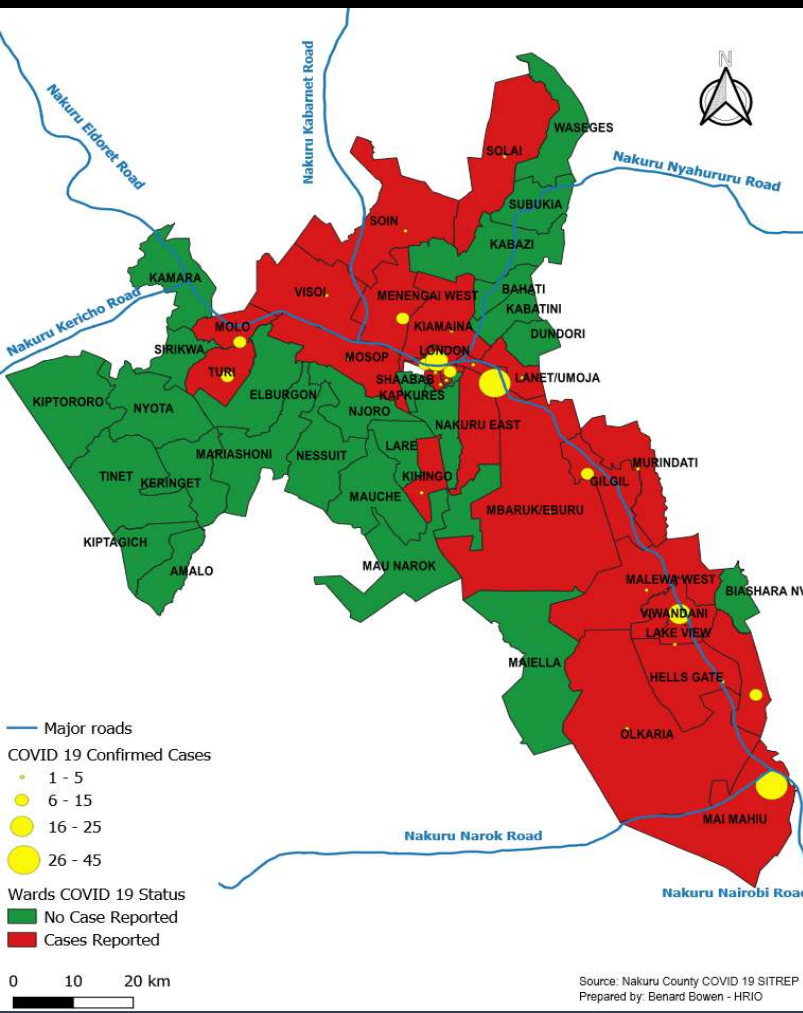 N
Nakuru Eldoret Road
Nakuru Kabarnet Road
Nakuru Nyahururu Road
Nakuru Kericho Road
WASEGES
SOLAI
SUBUKIA
SOIN
KABAZI
KAMARA
VISOI
MENENGAI WEST
BAHATI
KABATINI
MOLO
KIAMAINA
DUNDORI
SIRIKWA
MOSOP
LONDON
TURI
SHAABAB
LANET/UMOJA
KIPTORORO
NYOTA
ELBURGON
KAPKURES
NJORO
NAKURU EAST
LARE
MARIASHONI
NESSUIT
MURINDATI
TINET
KERINGET
KIHINGO
GILGIL
MAUCHE
MBARUK/EBURU
KIPTAGICH
AMALO
MAU NAROK
MALEWA WEST
BIASHARA NV
VIWANDANI
LAKE VIEW
MAIELLA
HELLS GATE
OLKARIA
MAI MAHIU
Nakuru Narok Road
Nakuru Nairobi Road
Major roads
COVID 19 Confirmed Cases
1 - 5
6 - 15
16 - 25
26 - 45
Wards COVID 19 Status
No Case Reported
Cases Reported
0 10 20 km
Source: Nakuru County COVID 19 SITREP
Prepared by: Benard Bowen - HRIO